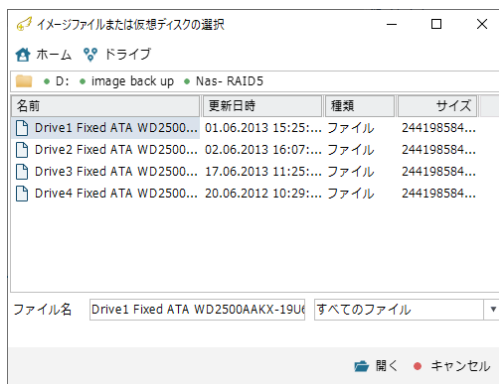 イメージファイルまたは仮想ディスクの選択
ホーム ドライブ
D: image back up Nas- RAID5
名前 更新日時 種類 サイズ
Drive1 Fixed ATA WD2500... 01.06.2013 15:25:... ファイル 244198584...
Drive2 Fixed ATA WD2500... 02.06.2013 16:07:... ファイル 244198584...
Drive3 Fixed ATA WD2500... 17.06.2013 11:25:... ファイル 244198584...
Drive4 Fixed ATA WD2500... 20.06.2012 10:29:... ファイル 244198584...
ファイル名 Drive1 Fixed ATA WD2500AAKX-19U6 すべてのファイル
開く キャンセル